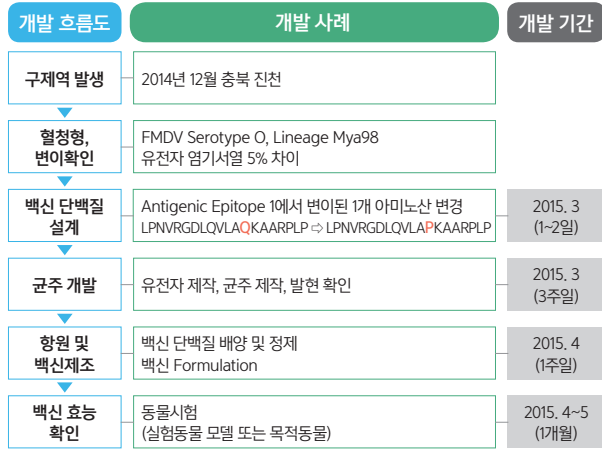 개발 흐름도 개발 사례 개발 기간
구제역 발생 2014년 12월 충북 진천
혈청형,
변이확인
FMDV Serotype O, Lineage Mya98
유전자 염기서열 5% 차이
백신 단백질
설계
Antigenic Epitope 1에서 변이된 1개 아미노산 변경
LPNVRGDLQVLAQKAARPLP ⇨ LPNVRGDLQVLAPKAARPLP
2015. 3
(1~2일)
균주 개발 유전자 제작, 균주 제작, 발현 확인
2015. 3
(3주일)
항원 및
백신제조
백신 단백질 배양 및 정제
백신 Formulation
2015. 4
(1주일)
백신 효능
확인
동물시험
(실험동물 모델 또는 목적동물)
2015. 4~5
(1개월)